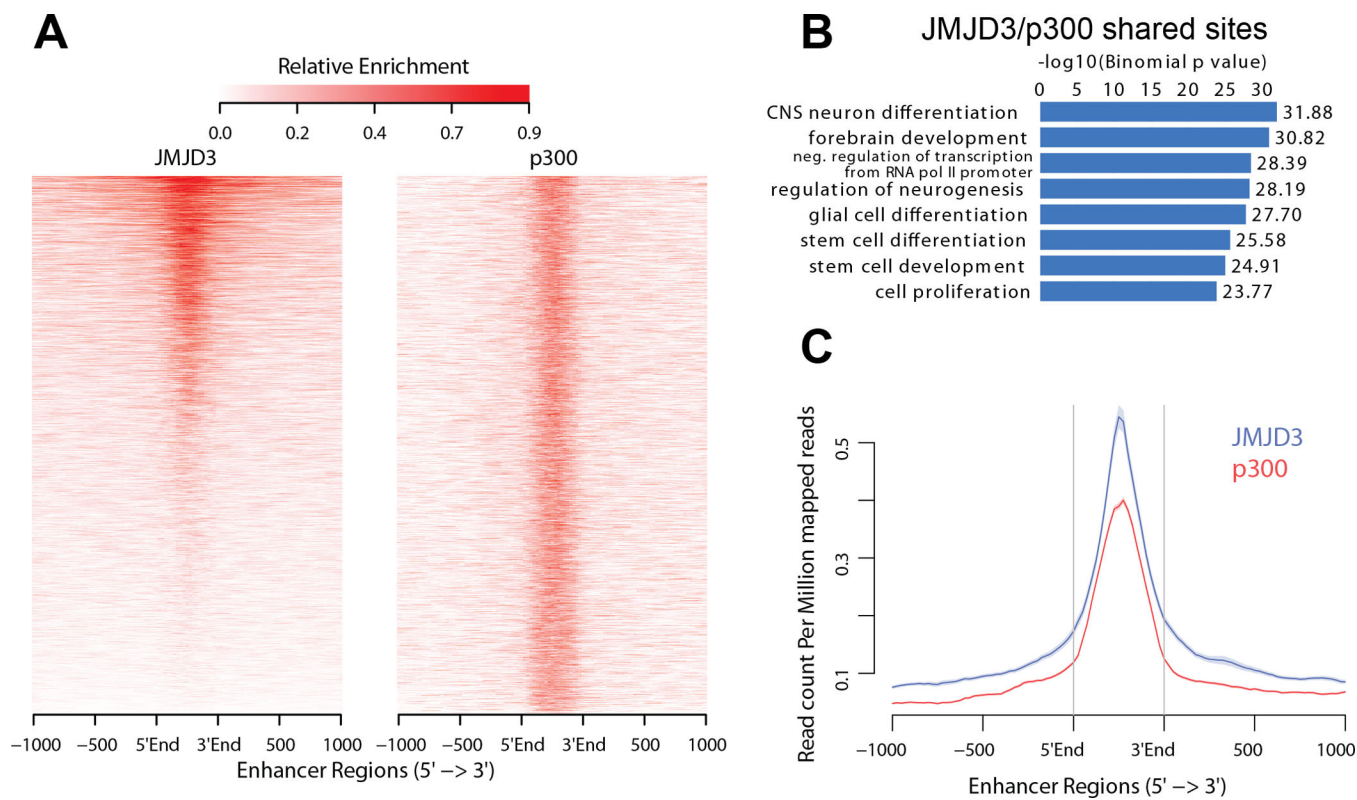 A
Relative Enrichment
0.0 0.2 0.4 0.7 0.9
JMJD3 p300
−1000 −500 5'End 3'End 500 1000
−1000 −500 5'End 3'End 500 1000
Enhancer Regions (5' −> 3')
B
JMJD3/p300 shared sites
-log10(Binomial p value)
0 5 10 15 20 25 30
CNS neuron differentiation 31.88
forebrain development 30.82
neg. regulation of transcription
from RNA pol II promoter 28.39
regulation of neurogenesis 28.19
glial cell differentiation 27.70
stem cell differentiation 25.58
stem cell development 24.91
cell proliferation 23.77
C
Read count Per Million mapped reads
0.5
0.3
0.1
JMJD3
p300
−1000 −500 5'End 3'End 500 1000
Enhancer Regions (5' −> 3')